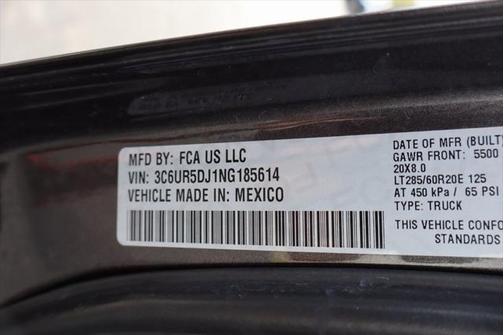 MFD BY: FCA US LLC
VIN: 3C6UR5DJ1NG185614
VEHICLE MADE IN: MEXICO
DATE OF MFR (BUILT)
GAWR FRONT: 5500
20X8.0
LT285/60R20E 125
AT 450 kPa / 65 PSI
TYPE: TRUCK
THIS VEHICLE CONFOR
STANDARDS